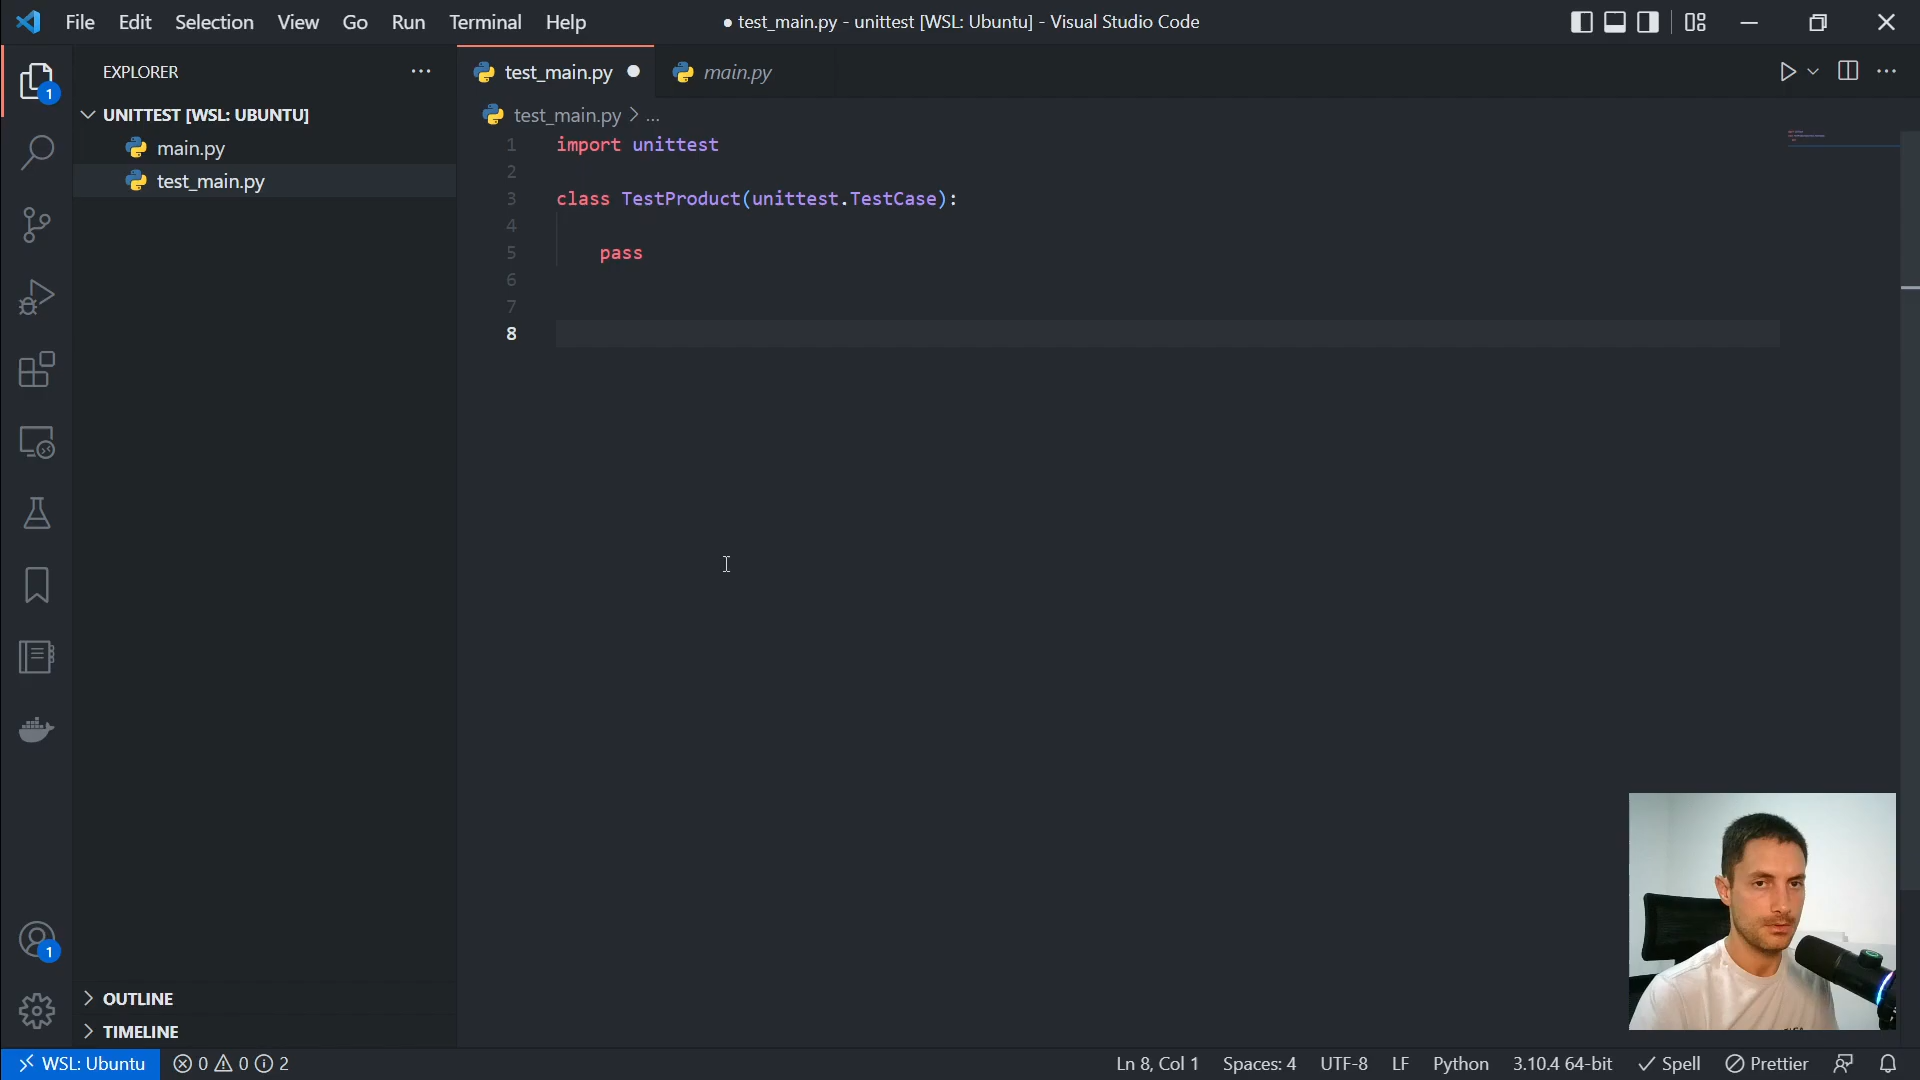 File Edit Selection View Go Run Terminal Help
● test_main.py - unittest [WSL: Ubuntu] - Visual Studio Code
EXPLORER
1
UNITTEST [WSL: UBUNTU]
main.py
test_main.py
OUTLINE
TIMELINE
1
test_main.py
main.py
test_main.py > ...
1 import unittest
2
3 class TestProduct(unittest.TestCase):
4
5 pass
6
7
8
WSL: Ubuntu 0 0 2
Ln 8, Col 1 Spaces: 4 UTF-8 LF Python 3.10.4 64-bit Spell Prettier